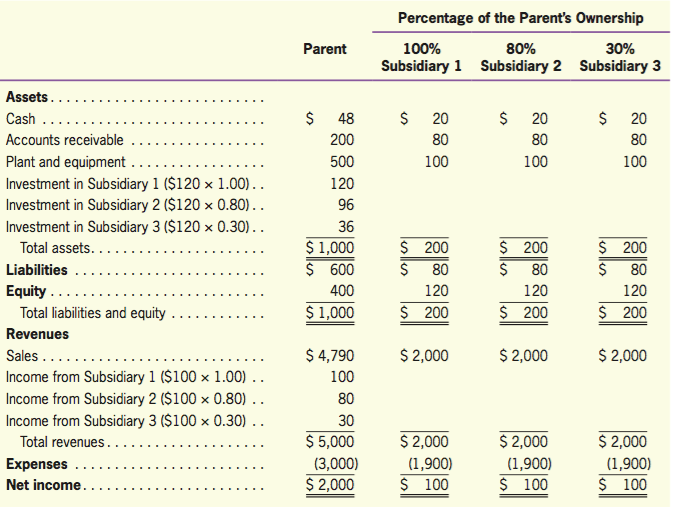 Percentage of the Parent's Ownership
Parent 100% 80% 30%
Subsidiary 1 Subsidiary 2 Subsidiary 3
Assets. . . . . . . . . . . . . . . . . . . . . . . . . . .
Cash . . . . . . . . . . . . . . . . . . . . . . . . . . . . $ 48 $ 20 $ 20 $ 20
Accounts receivable . . . . . . . . . . . . . . . . . 200 80 80 80
Plant and equipment . . . . . . . . . . . . . . . . . 500 100 100 100
Investment in Subsidiary 1 ($120 × 1.00). . 120
Investment in Subsidiary 2 ($120 × 0.80). . 96
Investment in Subsidiary 3 ($120 × 0.30). . 36
Total assets. . . . . . . . . . . . . . . . . . . . . . $ 1,000 $ 200 $ 200 $ 200
Liabilities . . . . . . . . . . . . . . . . . . . . . . . . $ 600 $ 80 $ 80 $ 80
Equity . . . . . . . . . . . . . . . . . . . . . . . . . . . 400 120 120 120
Total liabilities and equity . . . . . . . . . . . . $ 1,000 $ 200 $ 200 $ 200
Revenues
Sales . . . . . . . . . . . . . . . . . . . . . . . . . . . . $ 4,790 $ 2,000 $ 2,000 $ 2,000
Income from Subsidiary 1 ($100 × 1.00) . . 100
Income from Subsidiary 2 ($100 × 0.80) . . 80
Income from Subsidiary 3 ($100 × 0.30) . . 30
Total revenues. . . . . . . . . . . . . . . . . . . . $ 5,000 $ 2,000 $ 2,000 $ 2,000
Expenses . . . . . . . . . . . . . . . . . . . . . . . . (3,000) (1,900) (1,900) (1,900)
Net income. . . . . . . . . . . . . . . . . . . . . . . $ 2,000 $ 100 $ 100 $ 100